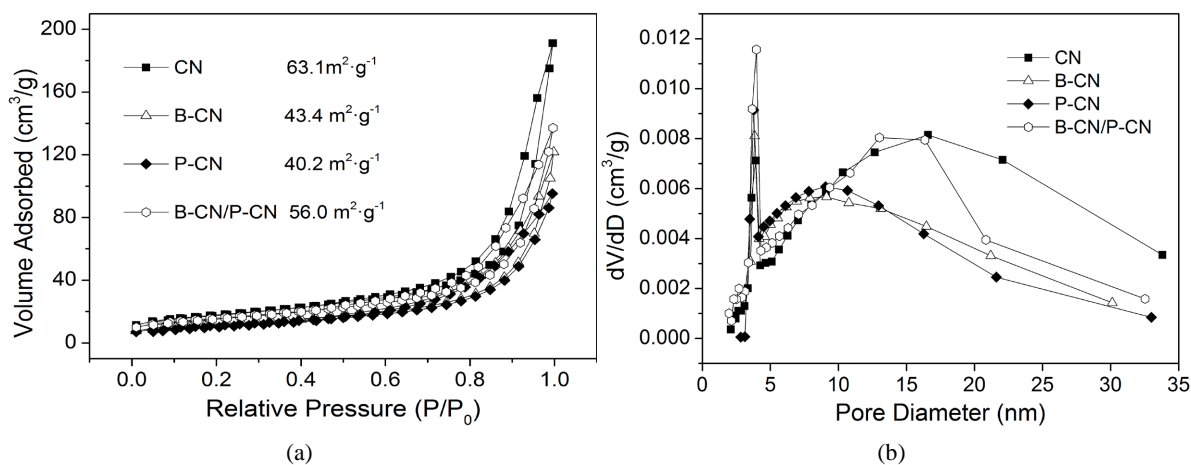 200
160
120
80
40
0
0.0 0.2 0.4 0.6 0.8 1.0
Volume Adsorbed (cm³/g)
Relative Pressure (P/P₀)
CN 63.1m²·g⁻¹
B-CN 43.4 m²·g⁻¹
P-CN 40.2 m²·g⁻¹
B-CN/P-CN 56.0 m²·g⁻¹
(a)
0.012
0.010
0.008
0.006
0.004
0.002
0.000
0 5 10 15 20 25 30 35
dV/dD (cm³/g)
Pore Diameter (nm)
CN
B-CN
P-CN
B-CN/P-CN
(b)